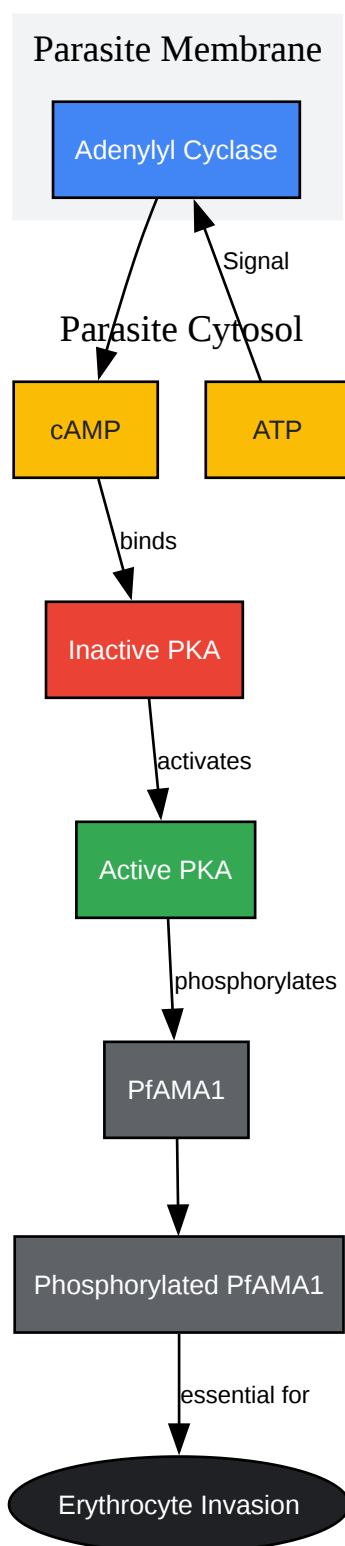 Parasite Membrane
Adenylyl Cyclase
Signal
Parasite Cytosol
cAMP
ATP
binds
Inactive PKA
activates
Active PKA
phosphorylates
PfAMA1
Phosphorylated PfAMA1
essential for
Erythrocyte Invasion